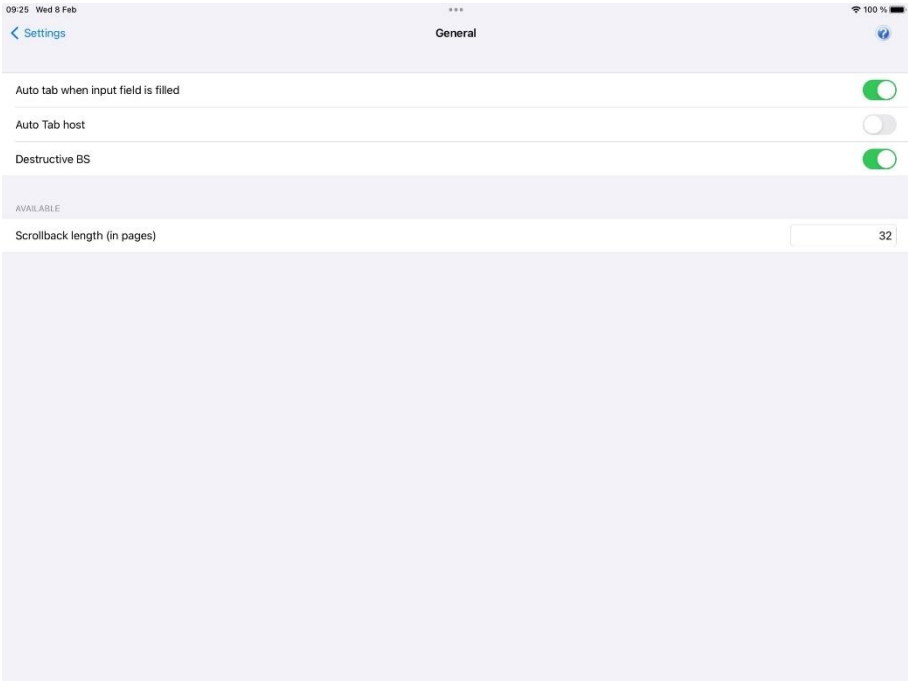 09:25 Wed 8 Feb
100 %
Settings
General
?
Auto tab when input field is filled
Auto Tab host
Destructive BS
AVAILABLE
Scrollback length (in pages)
32